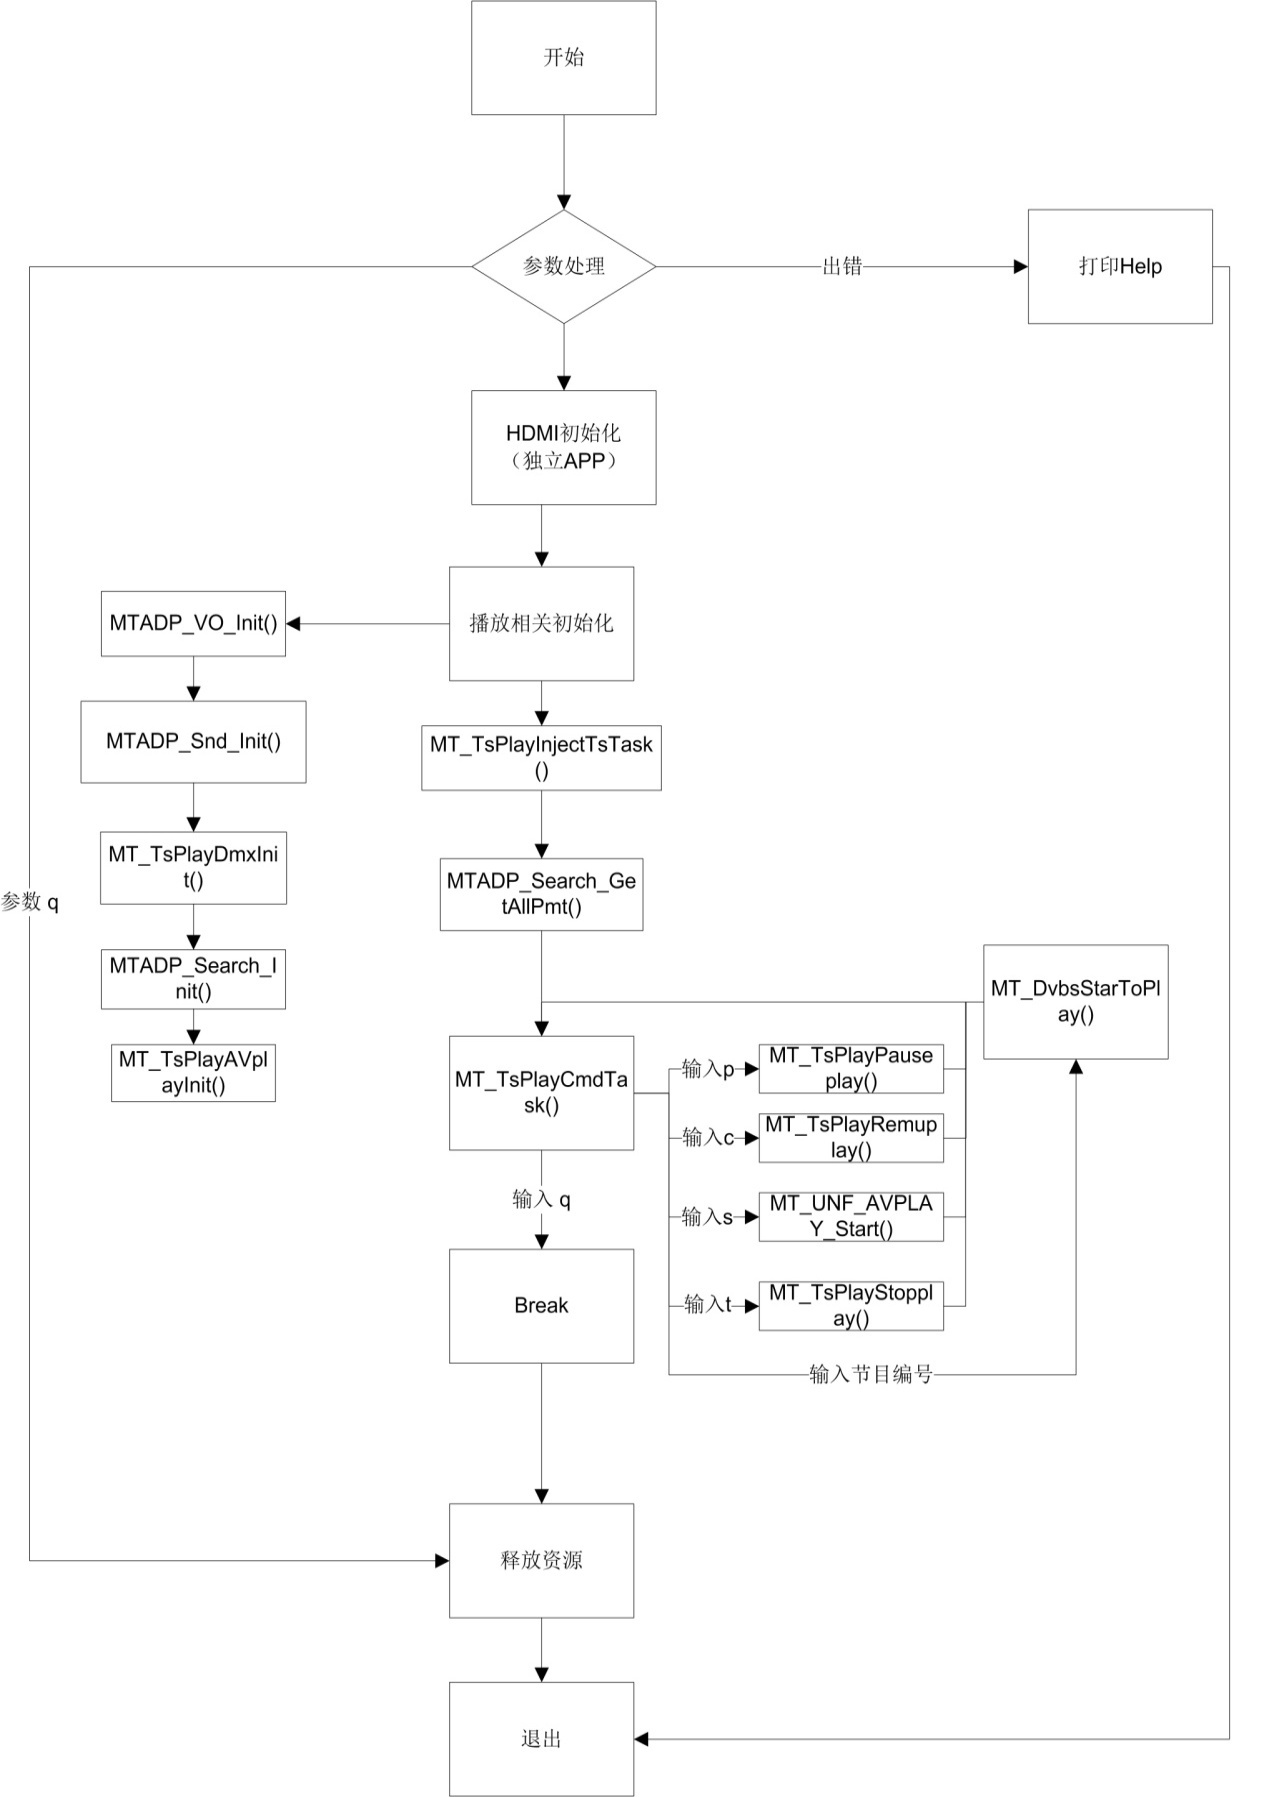 开始
参数处理
出错
打印Help
HDMI初始化
（独立APP）
播放相关初始化
MTADP_VO_Init()
MTADP_Snd_Init()
MT_TsPlayDmxIni
t()
MTADP_Search_I
nit()
MT_TsPlayAVpl
ayInit()
参数 q
MT_TsPlayInjectTsTask
()
MTADP_Search_Ge
tAllPmt()
MT_DvbsStarToPl
ay()
MT_TsPlayCmdTa
sk()
输入p
MT_TsPlayPause
play()
输入c
MT_TsPlayRemup
lay()
输入s
MT_UNF_AVPLA
Y_Start()
输入t
MT_TsPlayStoppl
ay()
输入节目编号
输入 q
Break
释放资源
退出